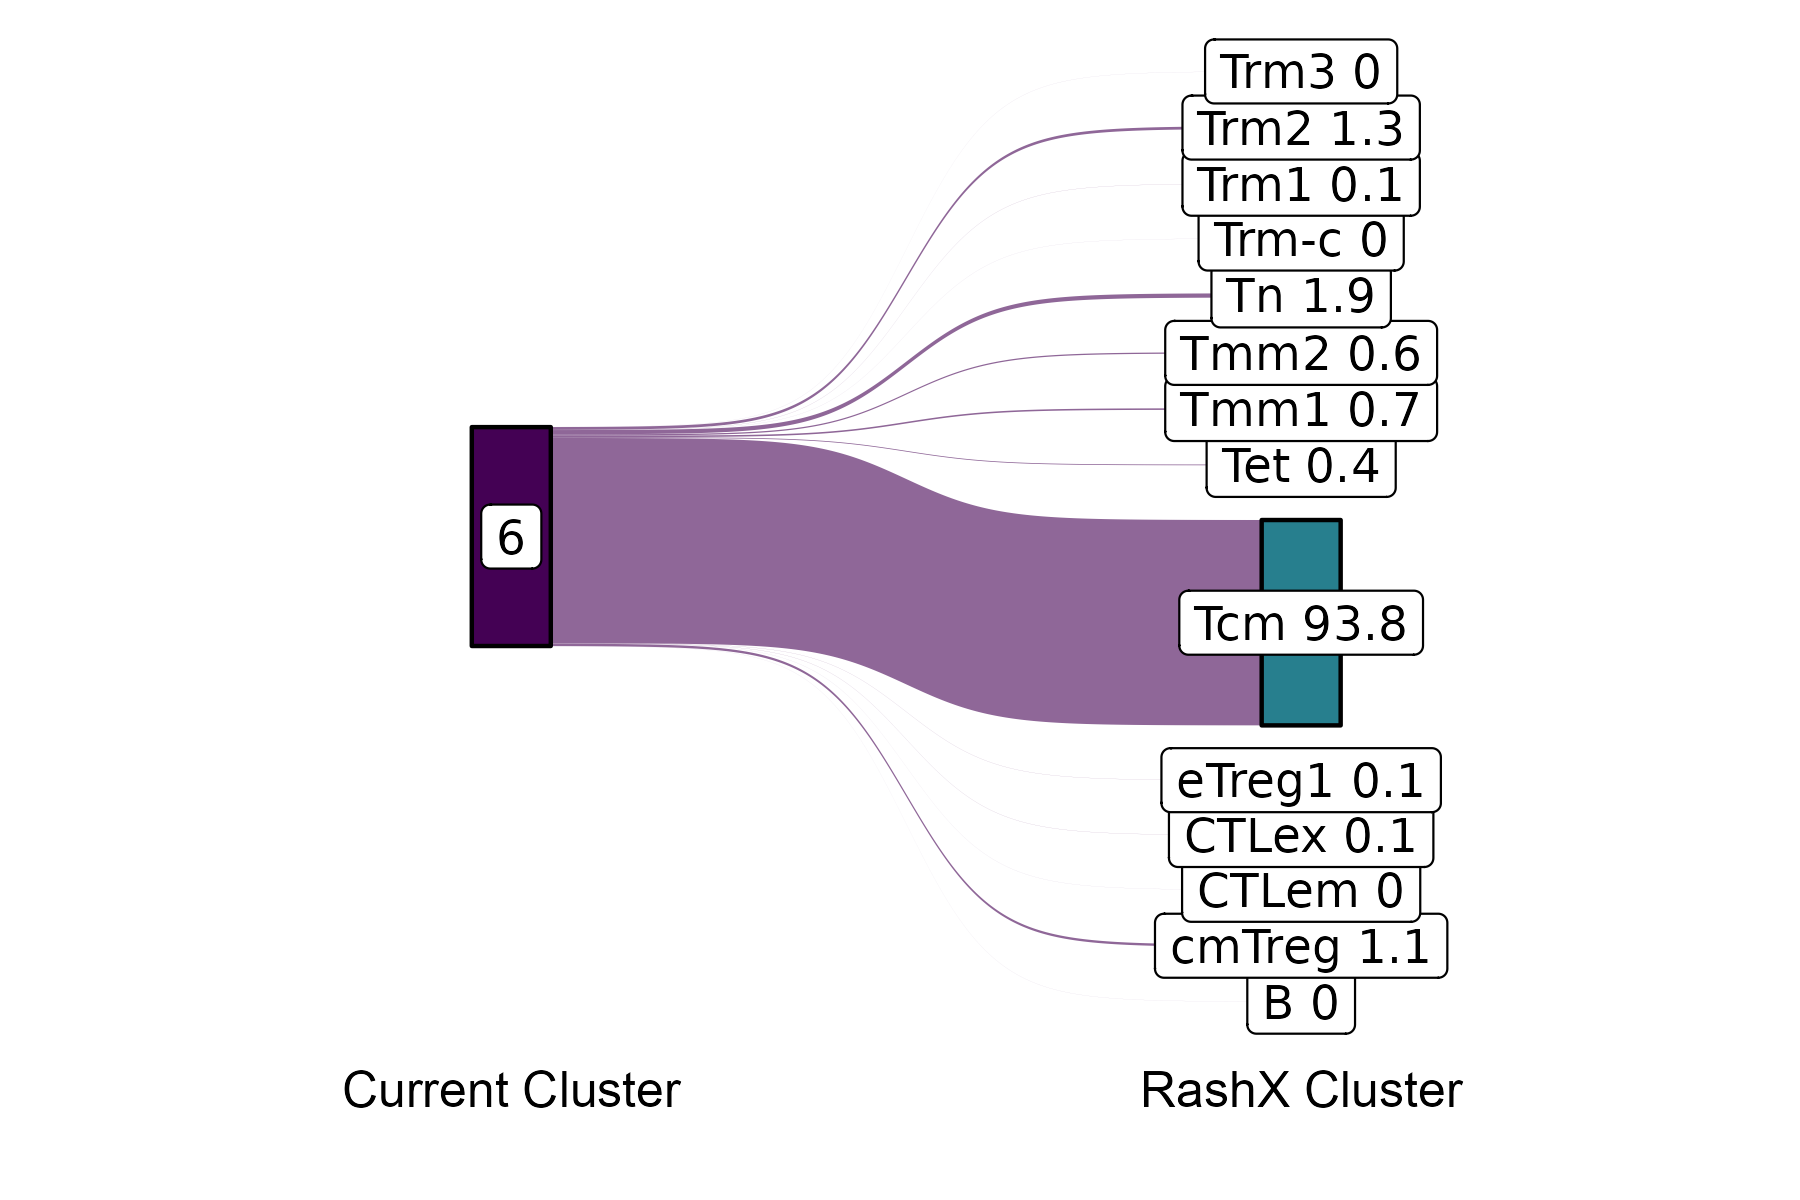 Trm3 0
Trm2 1.3
Trm1 0.1
Trm-c 0
Tn 1.9
Tmm2 0.6
Tmm1 0.7
Tet 0.4
6
Tcm 93.8
eTreg1 0.1
CTLex 0.1
CTLem 0
cmTreg 1.1
B 0
Current Cluster
RashX Cluster